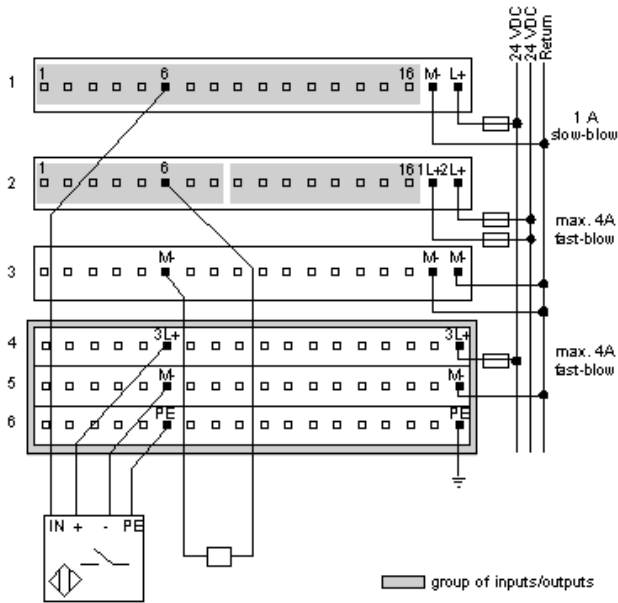 24 VDC
24 VDC
Return
1
1 6 16 M- L+
1 A
slow-blow
2
1 6 16 1L+ 2L+
max. 4A
fast-blow
3
M- M- M-
4
3L+ 3L+
max. 4A
fast-blow
5
M- M-
6
PE PE
IN + - PE
group of inputs/outputs